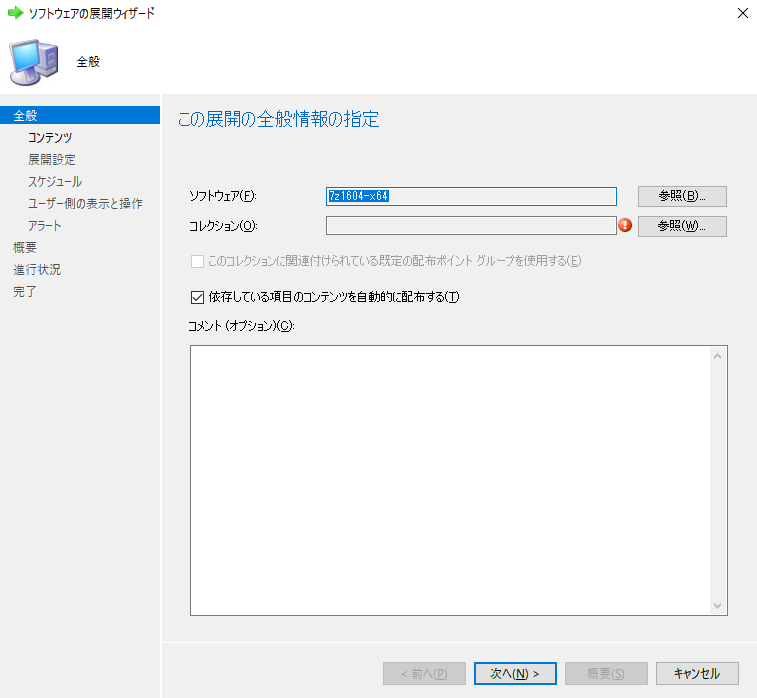 ソフトウェアの展開ウィザード
全般
全般
コンテンツ
展開設定
スケジュール
ユーザー側の表示と操作
アラート
概要
進行状況
完了
この展開の全般情報の指定
ソフトウェア(F): 7z1604-x64 参照(B)...
コレクション(O): 参照(W)...
このコレクションに関連付けられている既定の配布ポイント グループを使用する(E)
依存している項目のコンテンツを自動的に配布する(T)
コメント (オプション)(C):
< 前へ(P) 次へ(N) > 概要(S) キャンセル